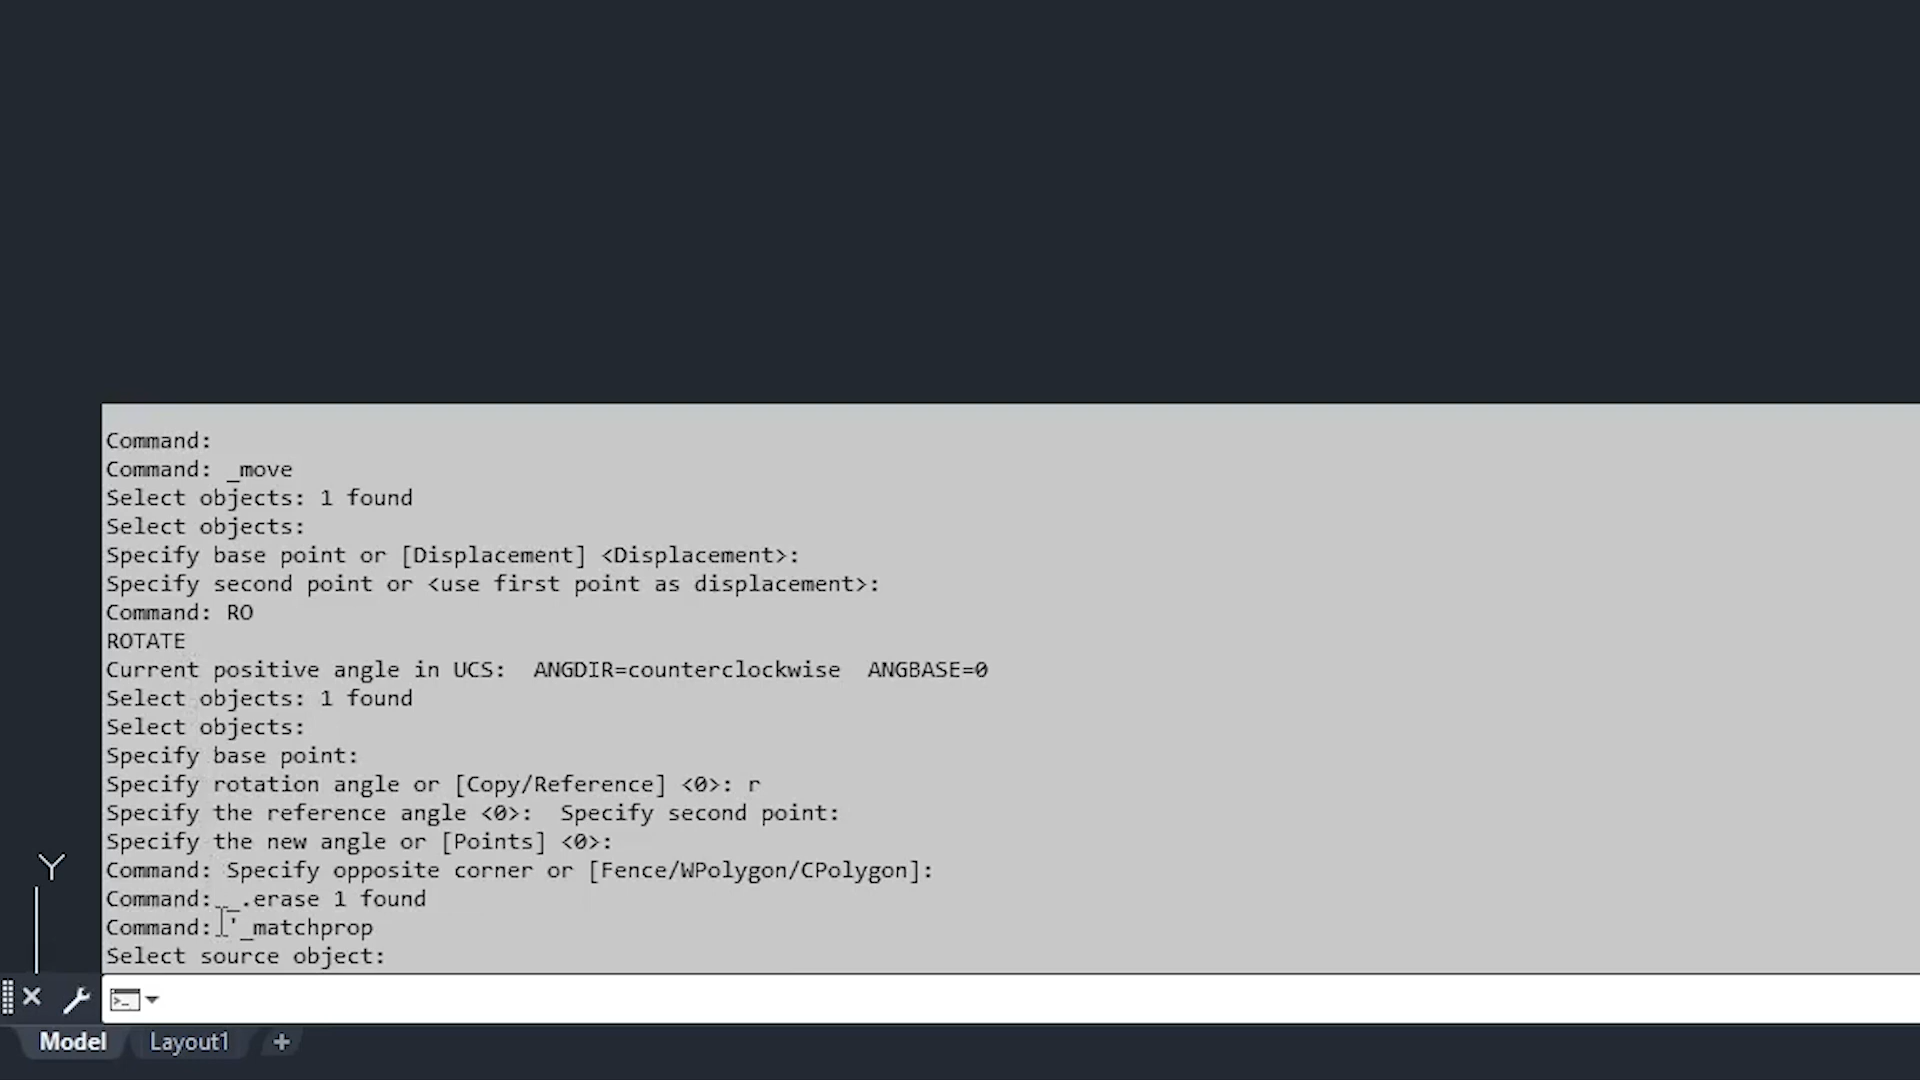 Command:
Command: _move
Select objects: 1 found
Select objects:
Specify base point or [Displacement] <Displacement>:
Specify second point or <use first point as displacement>:
Command: RO
ROTATE
Current positive angle in UCS:  ANGDIR=counterclockwise  ANGBASE=0
Select objects: 1 found
Select objects:
Specify base point:
Specify rotation angle or [Copy/Reference] <0>: r
Specify the reference angle <0>:  Specify second point:
Specify the new angle or [Points] <0>:
Command: Specify opposite corner or [Fence/WPolygon/CPolygon]:
Command: _.erase 1 found
Command: '_matchprop
Select source object:
Y
Model Layout1 +